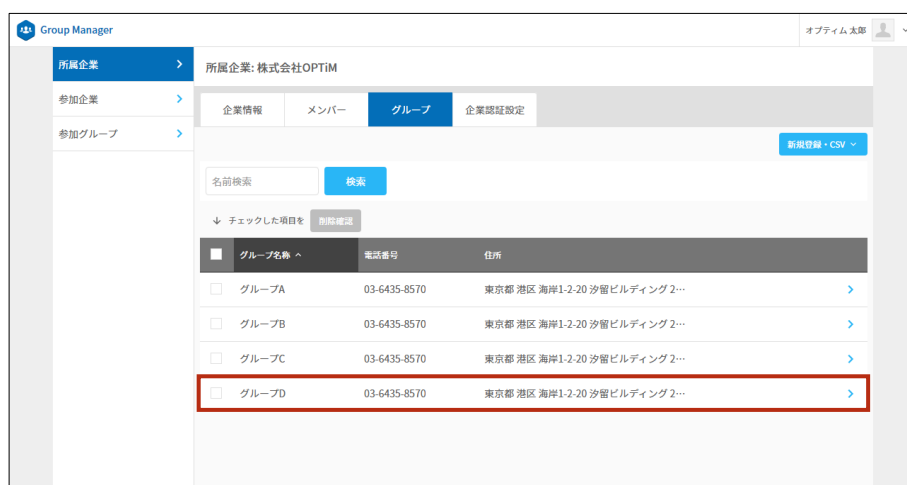 Group Manager
オプティム 太郎
所属企業
所属企業: 株式会社OPTiM
参加企業
企業情報 メンバー グループ 企業認証設定
参加グループ
新規登録・CSV
名前検索 検索
チェックした項目を 削除確認
グループ名称 電話番号 住所
グループA 03-6435-8570 東京都 港区 海岸1-2-20 汐留ビルディング 2…
グループB 03-6435-8570 東京都 港区 海岸1-2-20 汐留ビルディング 2…
グループC 03-6435-8570 東京都 港区 海岸1-2-20 汐留ビルディング 2…
グループD 03-6435-8570 東京都 港区 海岸1-2-20 汐留ビルディング 2…